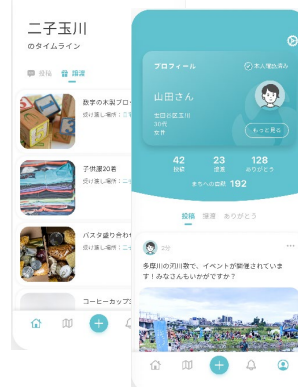 二子玉川
のタイムライン
投稿
譲渡
数字の木製ブロ
受け渡し場所：二
子供服20着
受け渡し場所：二
パスタ盛り合わ
受け渡し場所：二
コーヒーカップ
プロフィール
本人確認済み
山田さん
世田谷区玉川
30代
女性
もっと見る
42
23
128
投稿
譲渡
ありがとう
まちへの貢献 192
投稿 譲渡 ありがとう
2分
多摩川の河川敷で、イベントが開催されていま
す！みなさんもいかがですか？